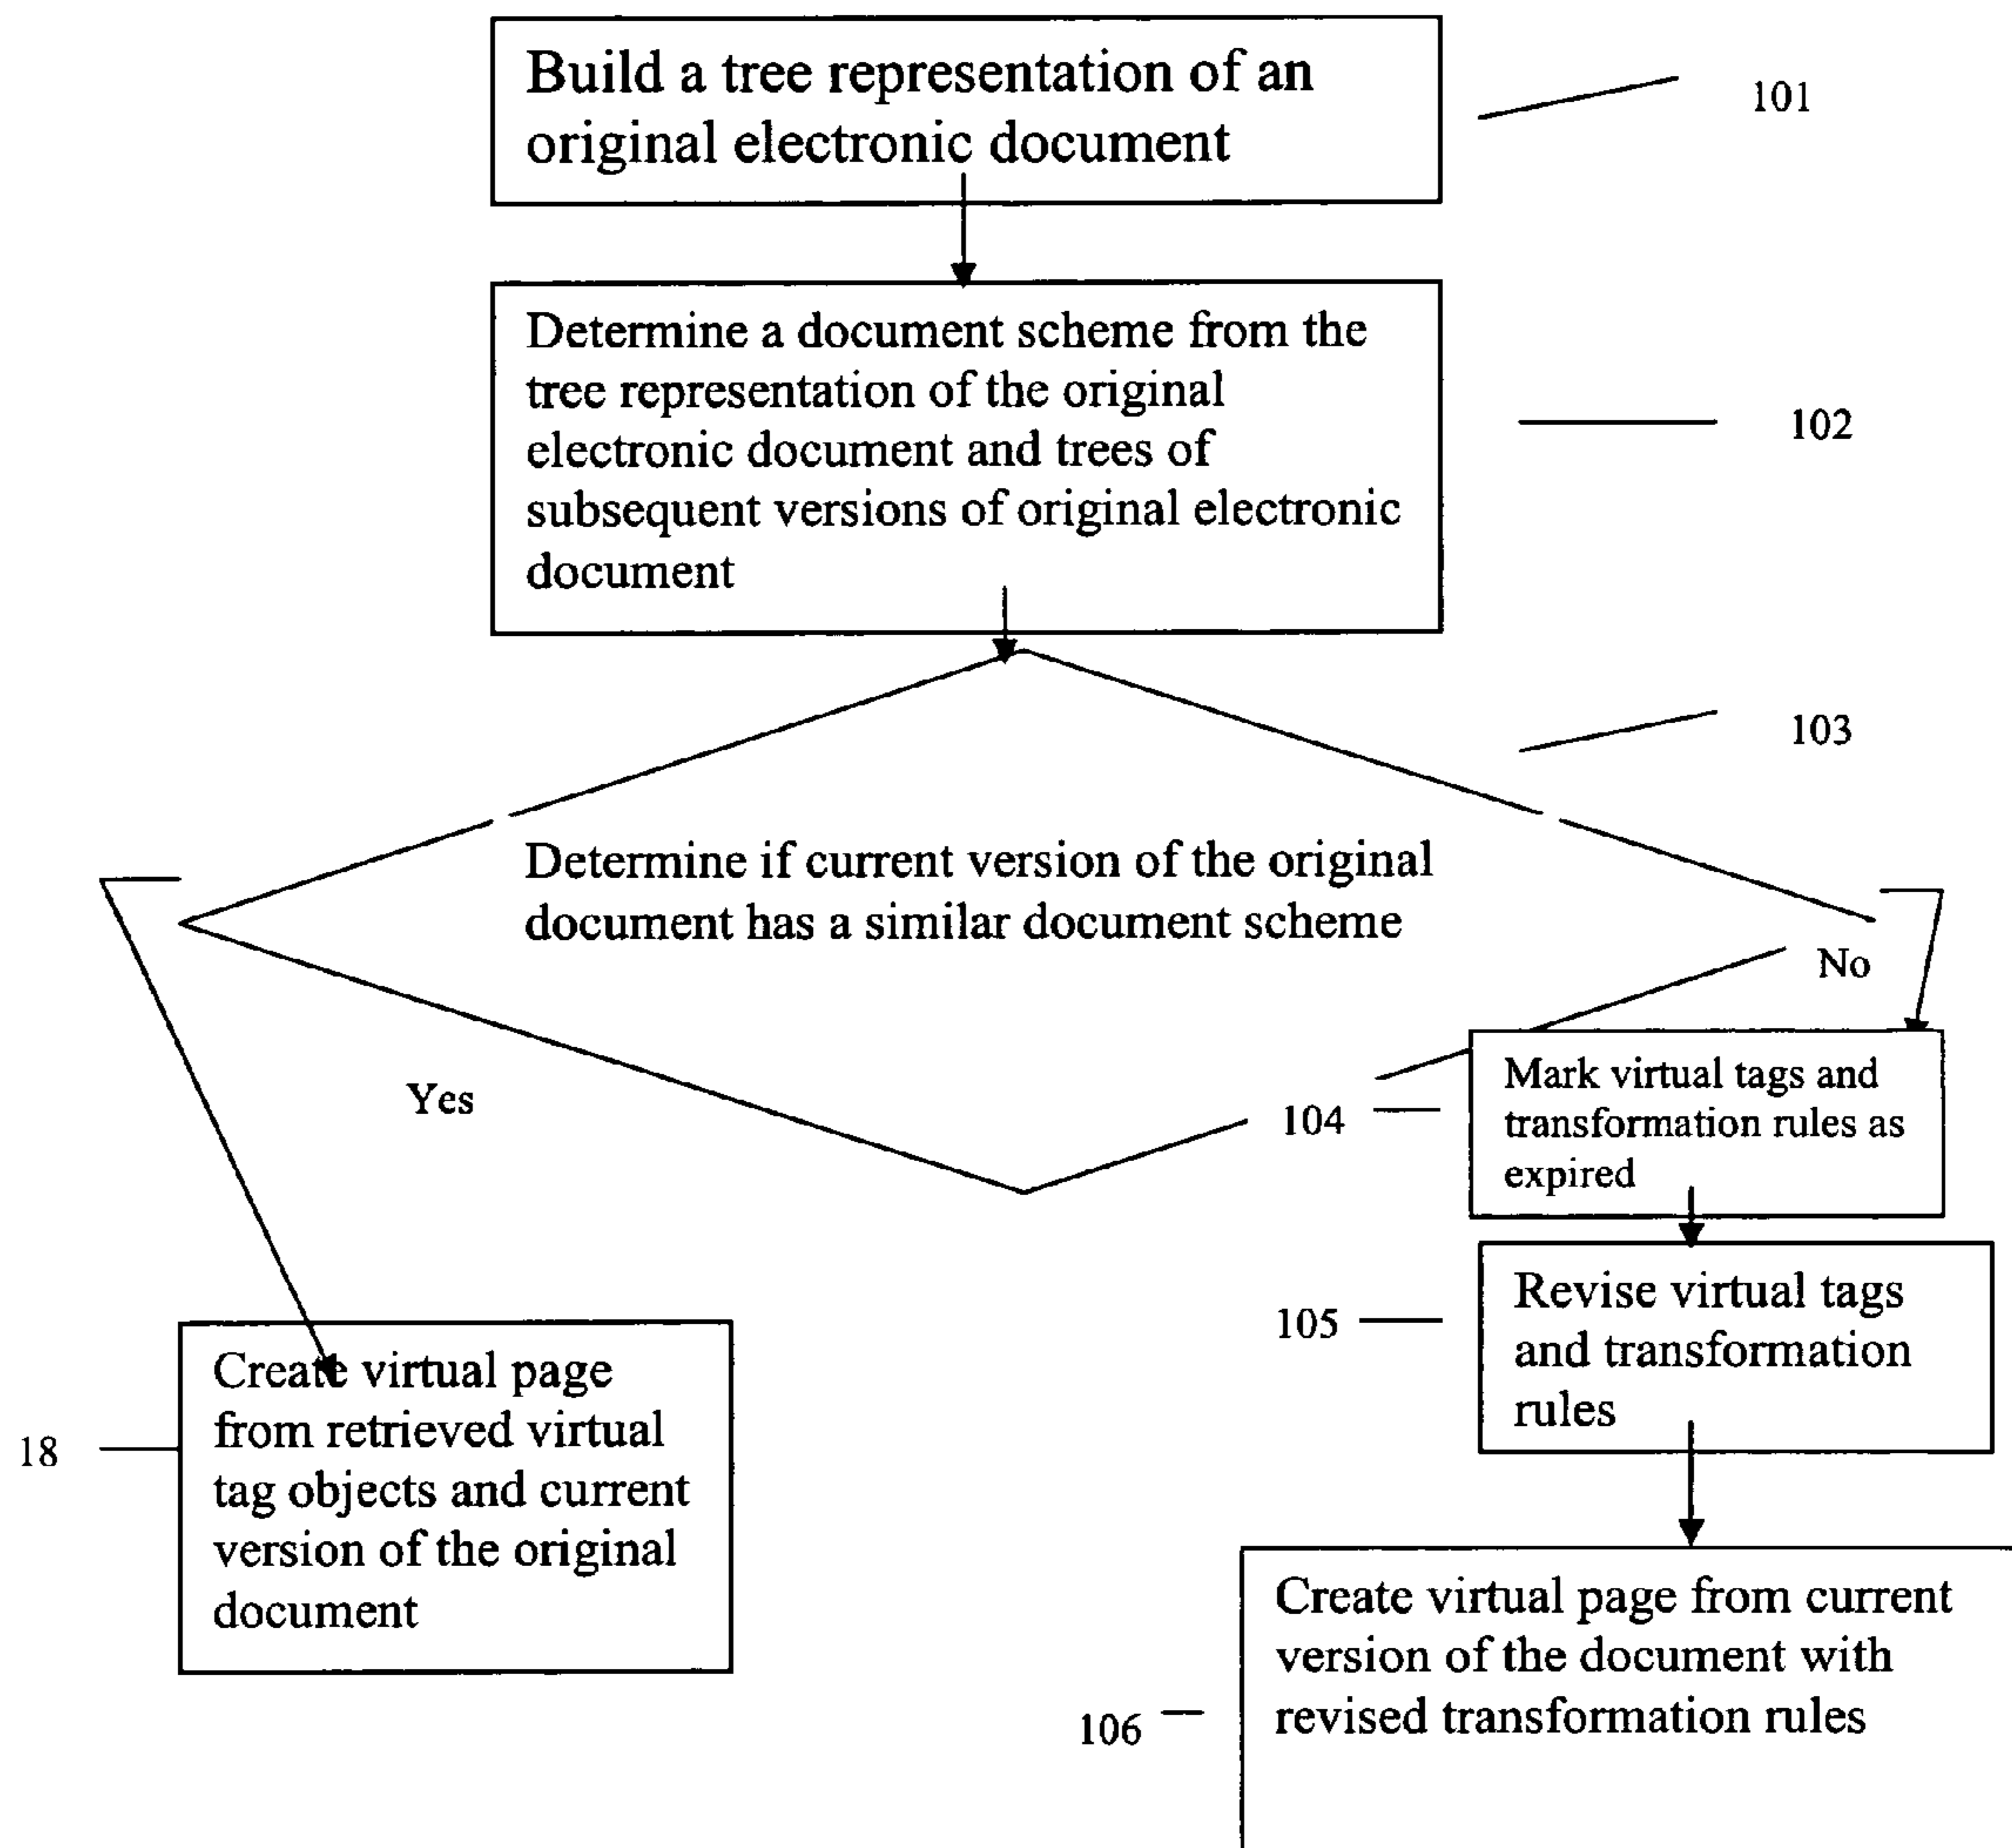 Build a tree representation of an
original electronic document
101
Determine a document scheme from the
tree representation of the original
electronic document and trees of
subsequent versions of original electronic
document
102
103
Determine if current version of the original
document has a similar document scheme
No
Yes
104
Mark virtual tags and
transformation rules as
expired
105
Revise virtual tags
and transformation
rules
18
Create virtual page
from retrieved virtual
tag objects and current
version of the original
document
106
Create virtual page from current
version of the document with
revised transformation rules